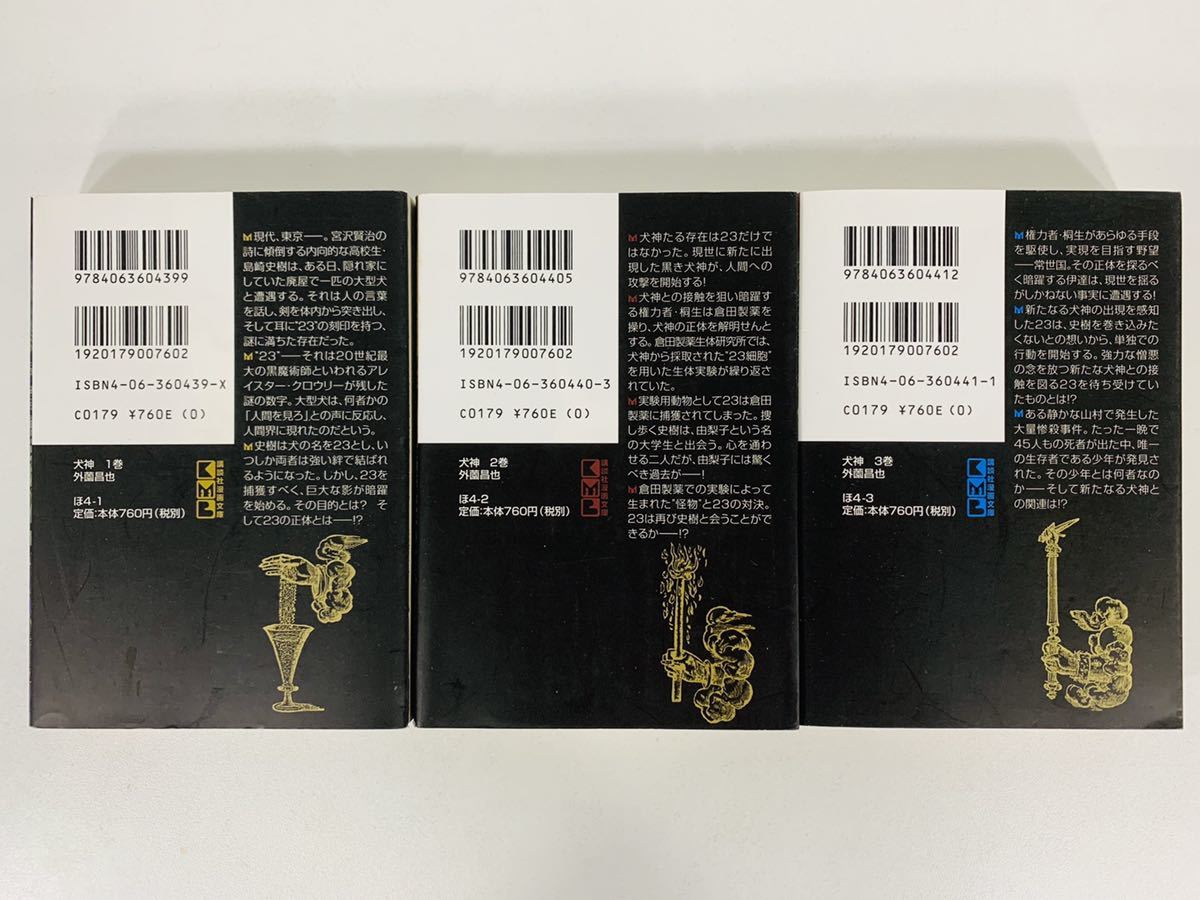 9784063604399
1920179007602
ISBN4-06-360439-X
C0179 ¥760E (0)
犬神 1巻
外薗昌也
ほ4-1
定価:本体760円(税別)
講談社漫画文庫
KMB
現代、東京――。宮沢賢治の
詩に傾倒する内向的な高校生・
島崎史樹は、ある日、隠れ家に
していた廃屋で一匹の大型犬
と遭遇する。それは人の言葉
を話し、剣を体内から突き出し、
そして耳に"23"の刻印を持つ、
謎に満ちた存在だった。
"23"――それは20世紀最
大の黒魔術師といわれるアレ
イスター・クロウリーが残した
謎の数字。大型犬は、何者かの
「人間を見ろ」との声に反応し、
人間界に現れたのだという。
史樹は犬の名を23とし、い
つしか両者は強い絆で結ばれ
るようになった。しかし、23を
捕獲すべく、巨大な影が暗躍
を始める。その目的とは? そ
して23の正体とは――!?
9784063604405
1920179007602
ISBN4-06-360440-3
C0179 ¥760E (0)
犬神 2巻
外薗昌也
ほ4-2
定価:本体760円(税別)
講談社漫画文庫
KMB
犬神たる存在は23だけで
はなかった。現世に新たに出
現した黒き犬神が、人間への
攻撃を開始する!
犬神との接触を狙い暗躍す
る権力者・桐生は倉田製薬を
操り、犬神の正体を解明せんと
する。倉田製薬生体研究所では、
犬神から採取された"23細胞"
を用いた生体実験が繰り返さ
れていた。
実験用動物として23は倉田
製薬に捕獲されてしまった。捜
し歩く史樹は、由梨子という名
の大学生と出会う。心を通わ
せる二人だが、由梨子には驚く
べき過去が――!
倉田製薬での実験によって
生まれた"怪物"と23の対決。
23は再び史樹と会うことがで
きるか――!?
9784063604412
1920179007602
ISBN4-06-360441-1
C0179 ¥760E (0)
犬神 3巻
外薗昌也
ほ4-3
定価:本体760円(税別)
講談社漫画文庫
KMB
権力者・桐生があらゆる手段
を駆使し、実現を目指す野望
――常世国。その正体を探るべ
く暗躍する伊達は、現世を揺る
がしかねない事実に遭遇する!
新たなる犬神の出現を感知
した23は、史樹を巻き込みた
くないとの想いから、単独での
行動を開始する。強力な憎悪
の念を放つ新たな犬神との接
触を図る23を待ち受けてい
たものとは!?
ある静かな山村で発生した
大量惨殺事件。たった一晩で
45人もの死者が出た中、唯一
の生存者である少年が発見さ
れた。その少年とは何者なの
か――そして新たなる犬神と
の関連は!?